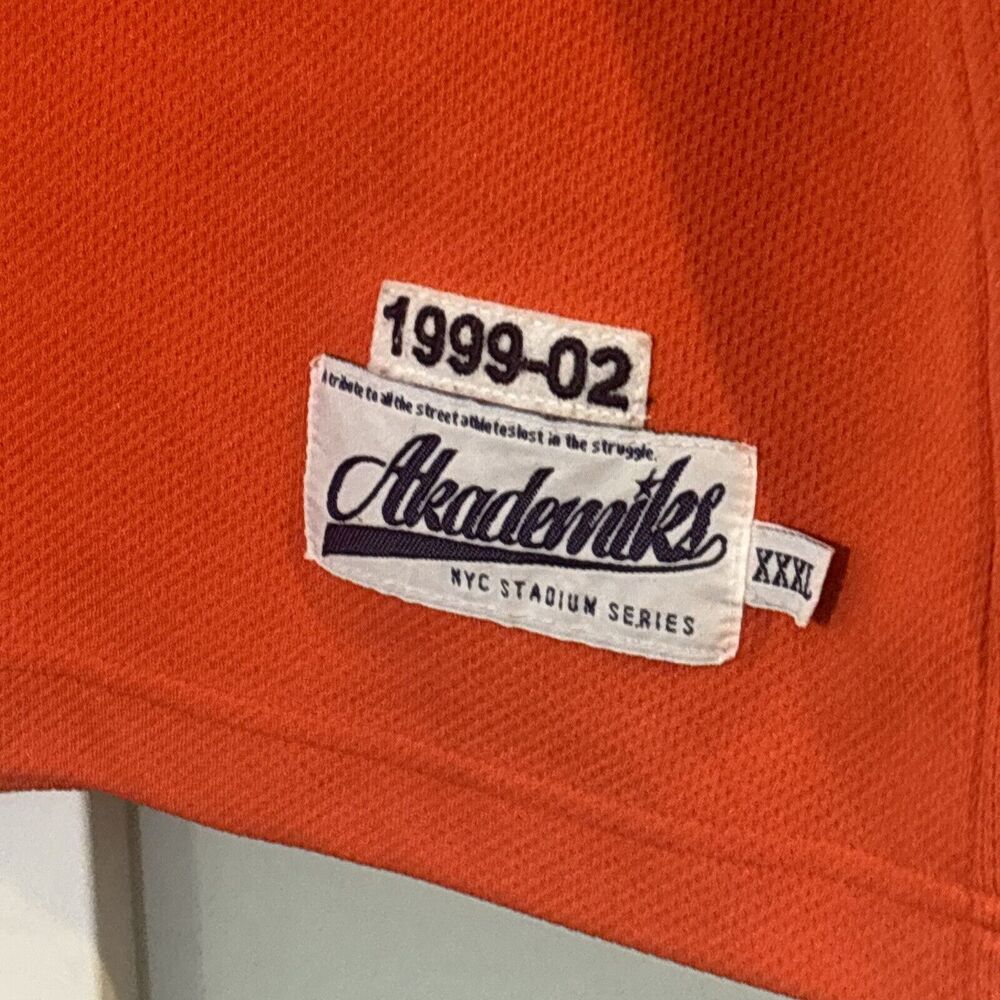 1999-02
A tribute to all the street athletes lost in the struggle.
Akademiks
NYC STADIUM SERIES
XXXL